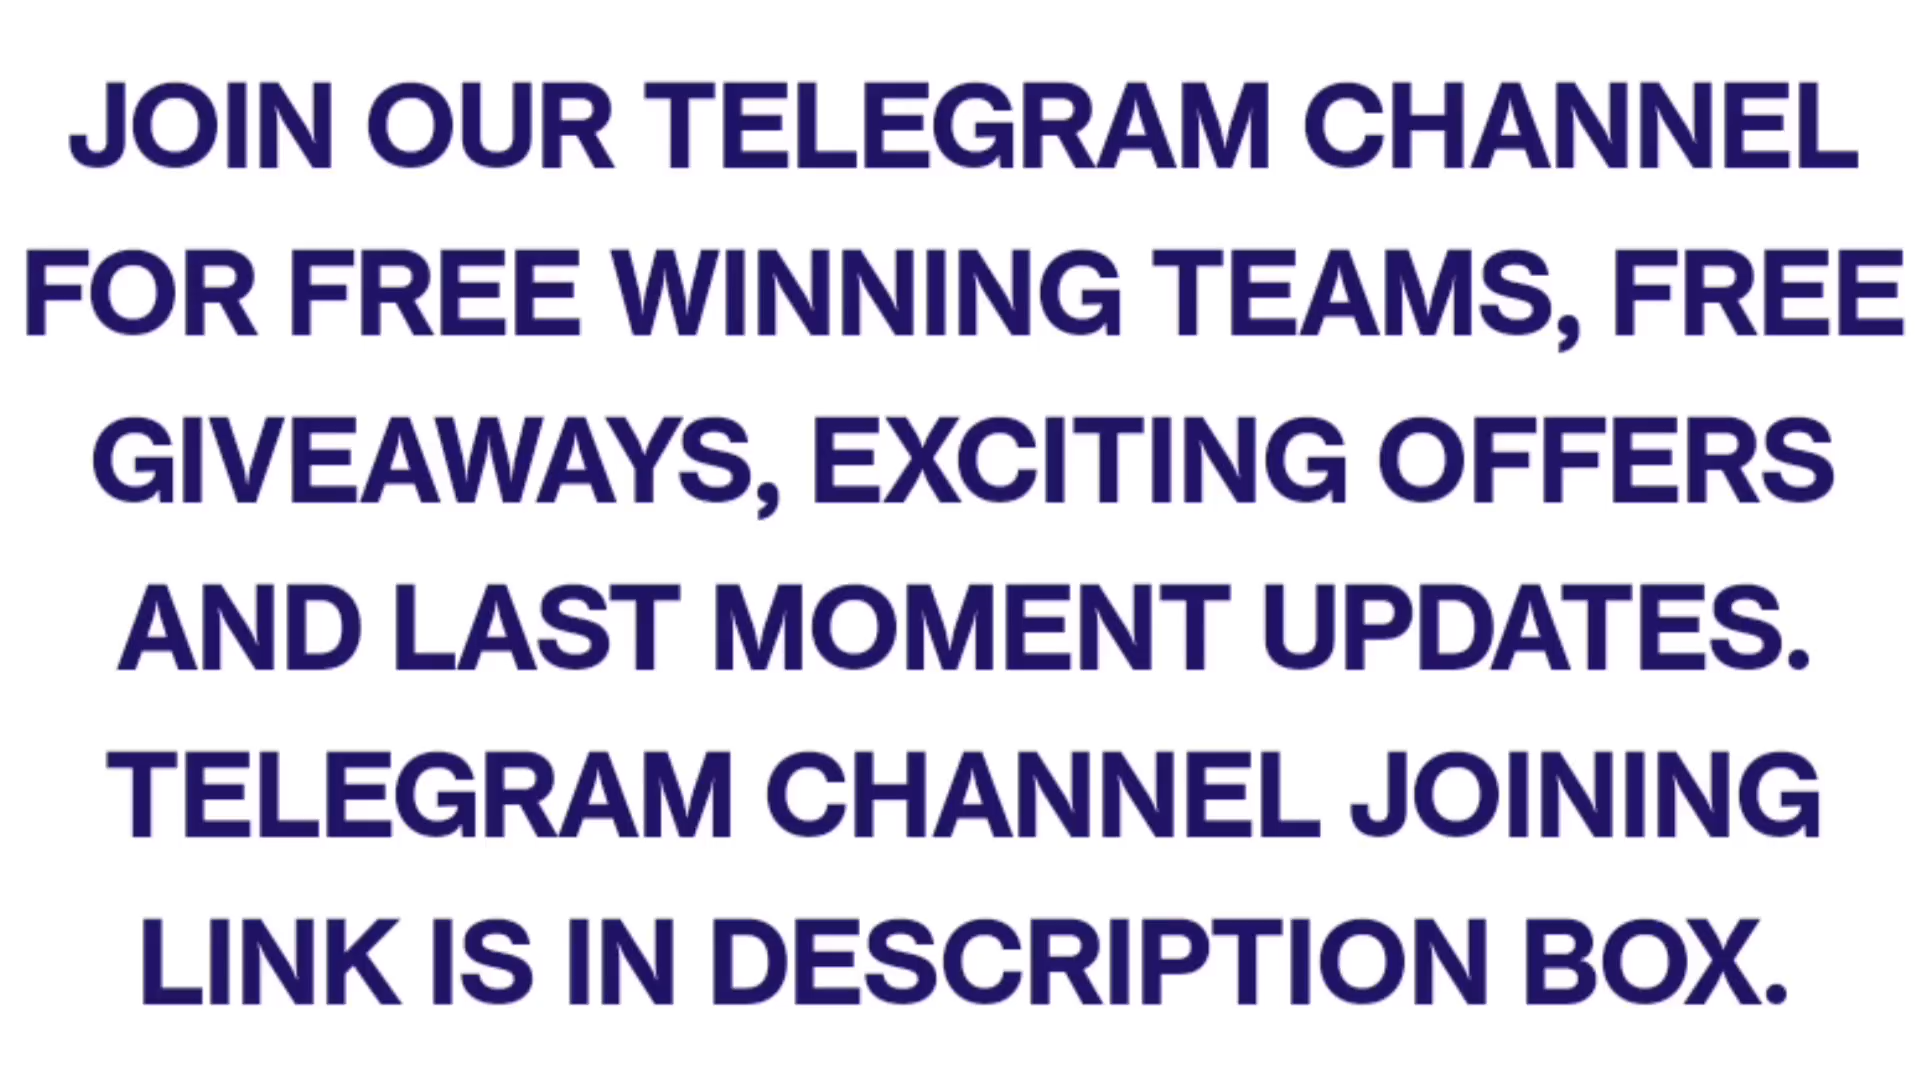 JOIN OUR TELEGRAM CHANNEL
FOR FREE WINNING TEAMS, FREE
GIVEAWAYS, EXCITING OFFERS
AND LAST MOMENT UPDATES.
TELEGRAM CHANNEL JOINING
LINK IS IN DESCRIPTION BOX.